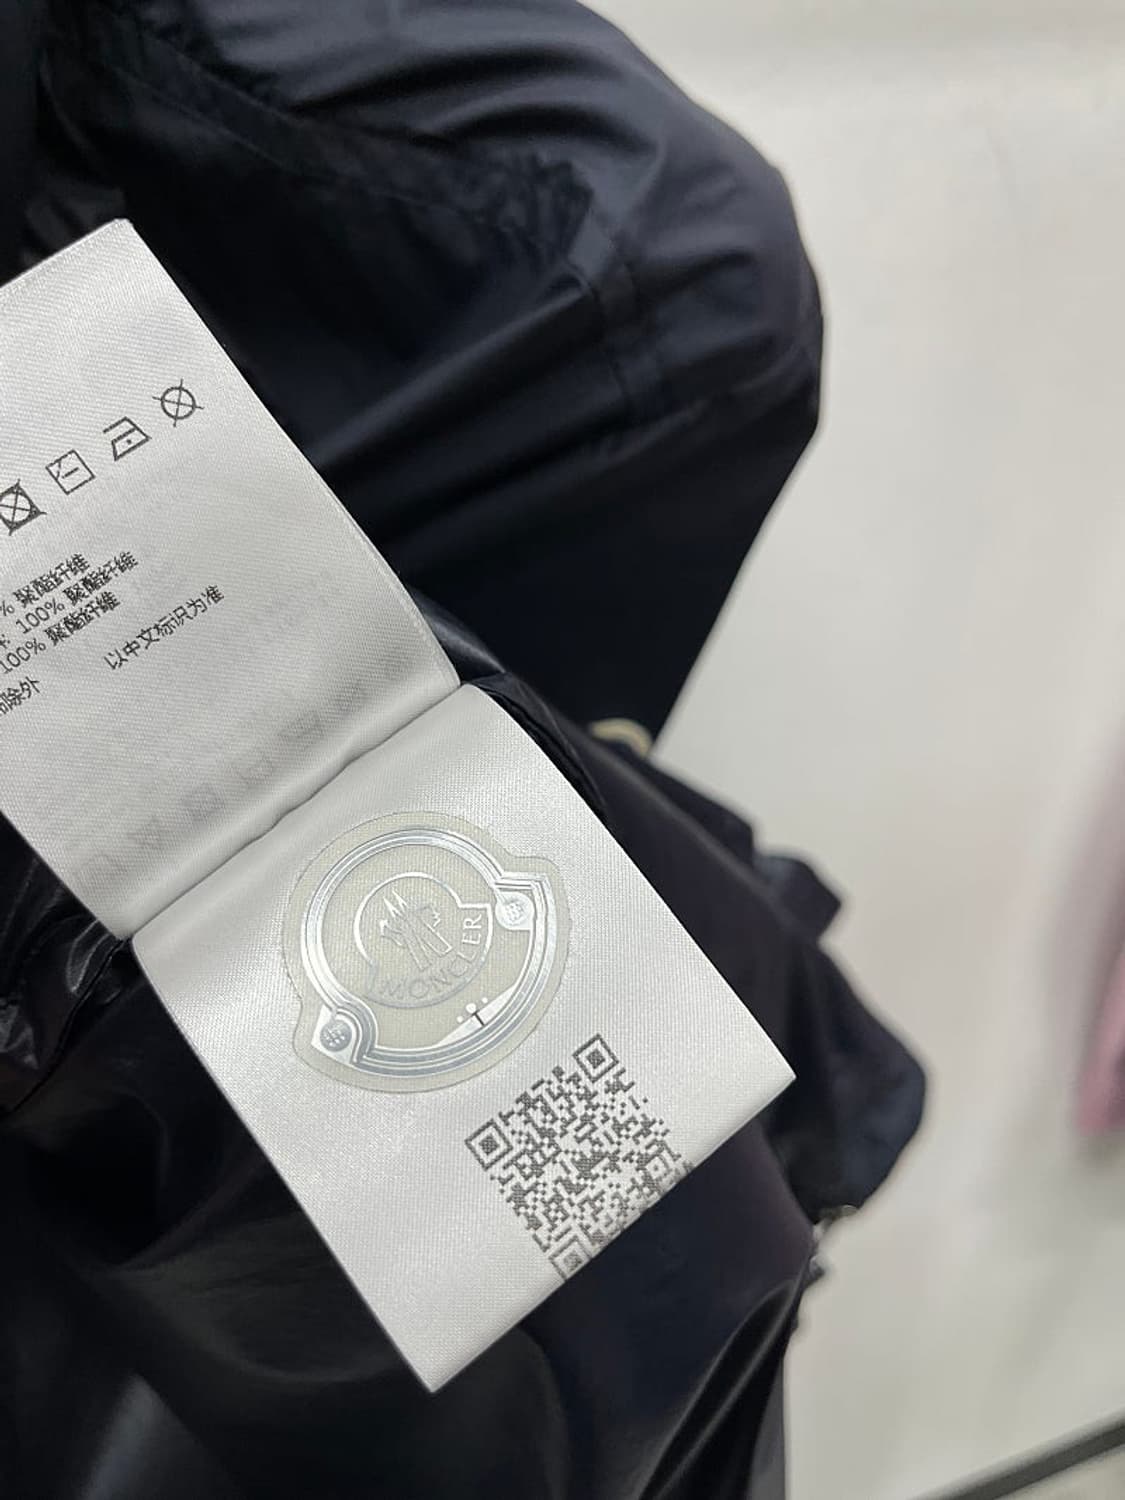 % 聚酯纤维
: 100% 聚酯纤维
100% 聚酯纤维
除外
以中文标识为准
MONCLER